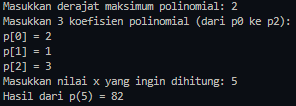 Masukkan derajat maksimum polinomial: 2
Masukkan 3 koefisien polinomial (dari p0 ke p2):
p[0] = 2
p[1] = 1
p[2] = 3
Masukkan nilai x yang ingin dihitung: 5
Hasil dari p(5) = 82